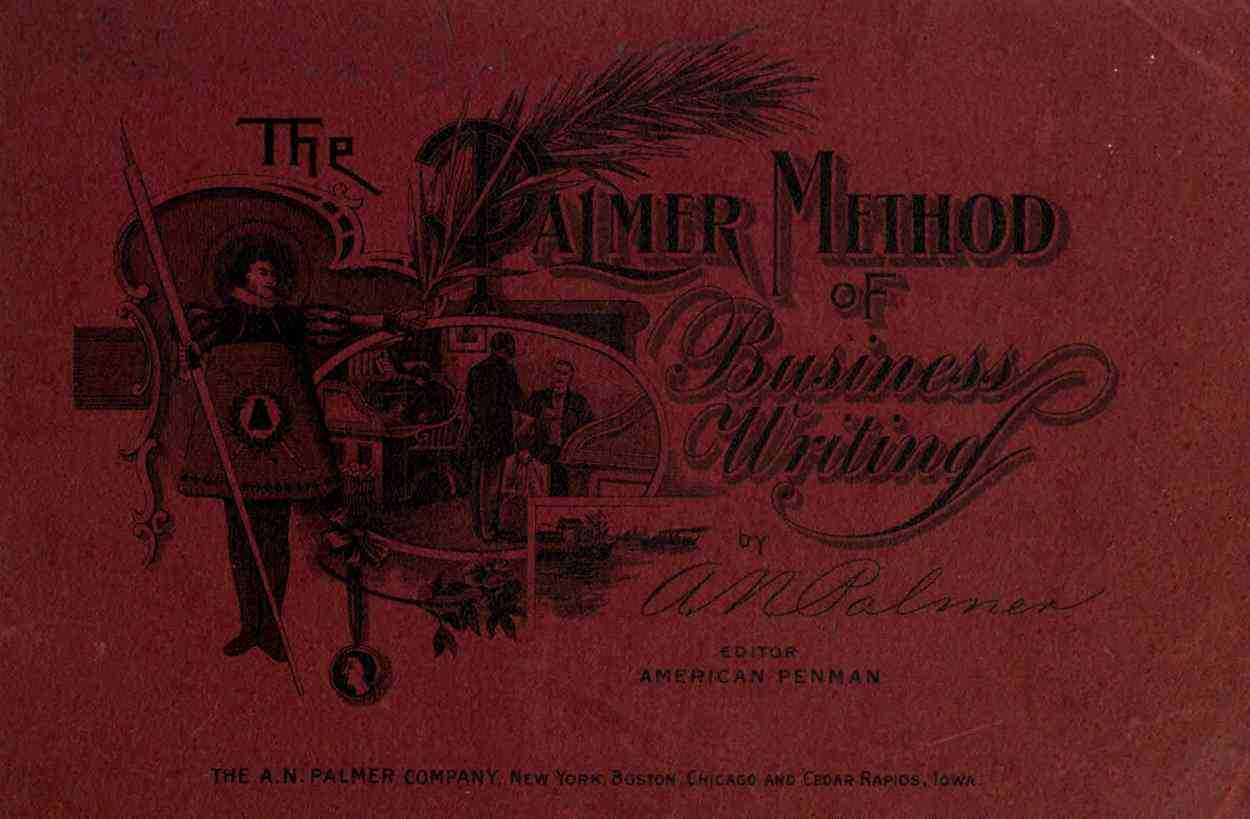 The
Palmer Method
of
Business
Writing
by
A. N. Palmer
EDITOR
AMERICAN PENMAN
THE A.N. PALMER COMPANY, NEW YORK, BOSTON, CHICAGO AND CEDAR RAPIDS, IOWA.